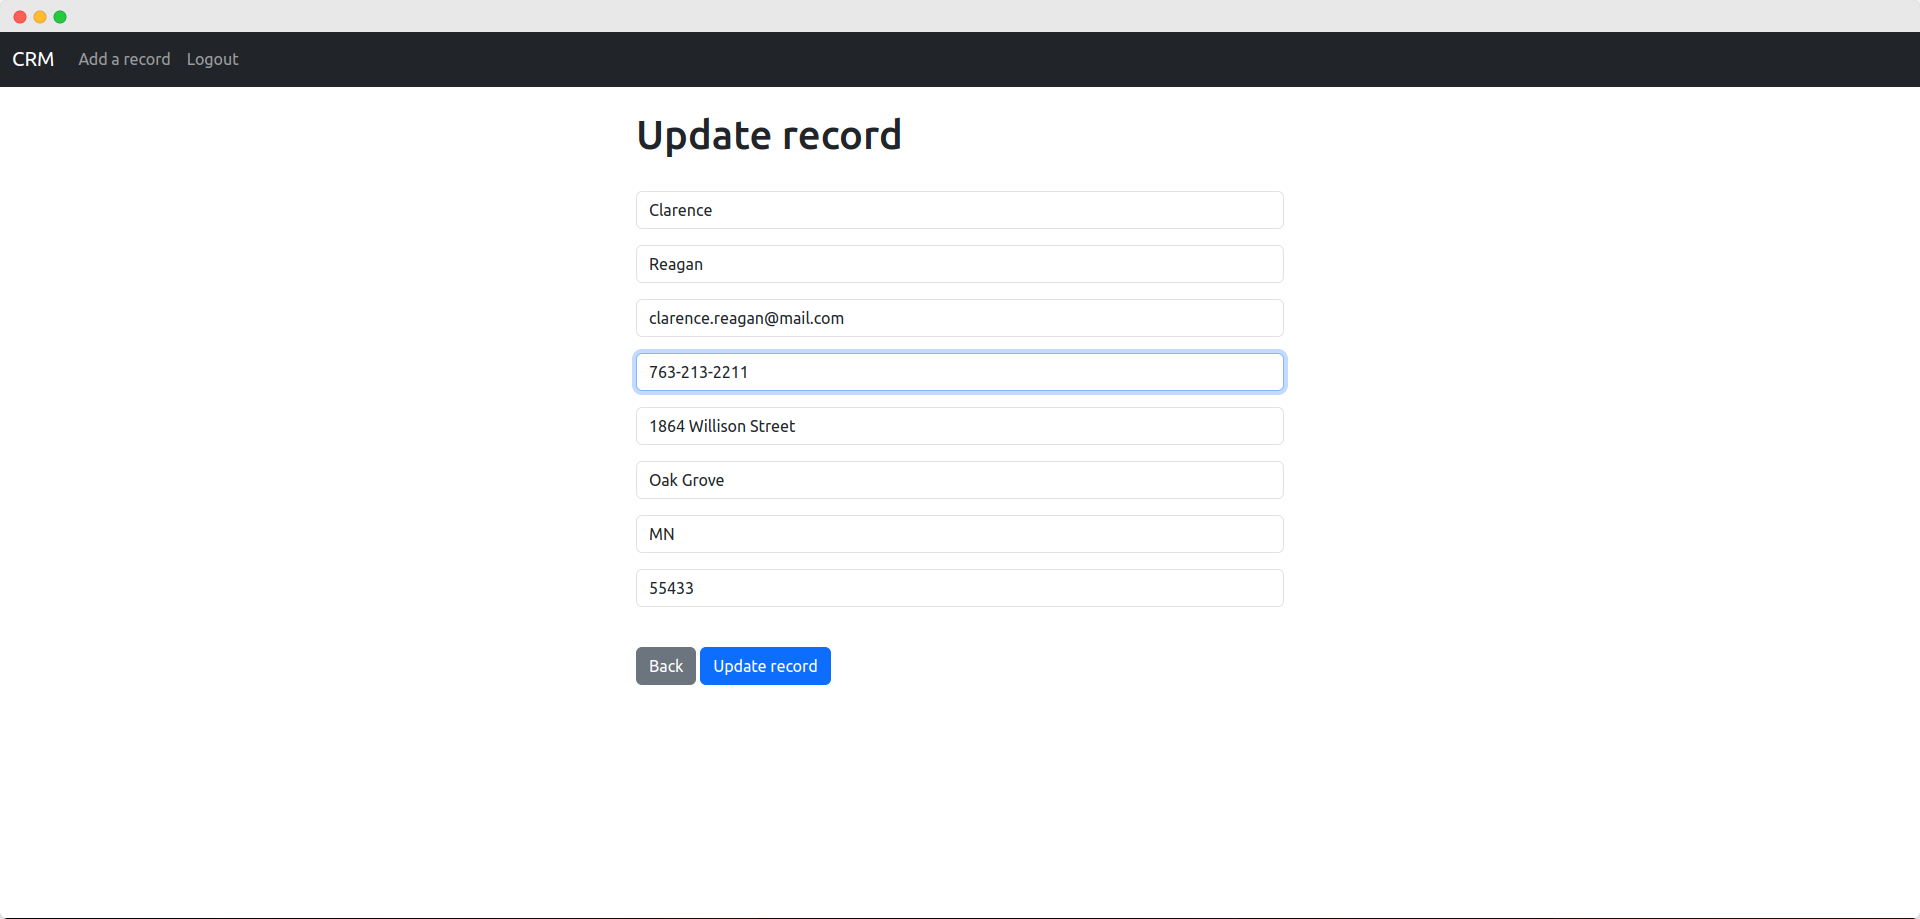 CRM Add a record Logout
Update record
Clarence
Reagan
clarence.reagan@mail.com
763-213-2211
1864 Willison Street
Oak Grove
MN
55433
Back Update record